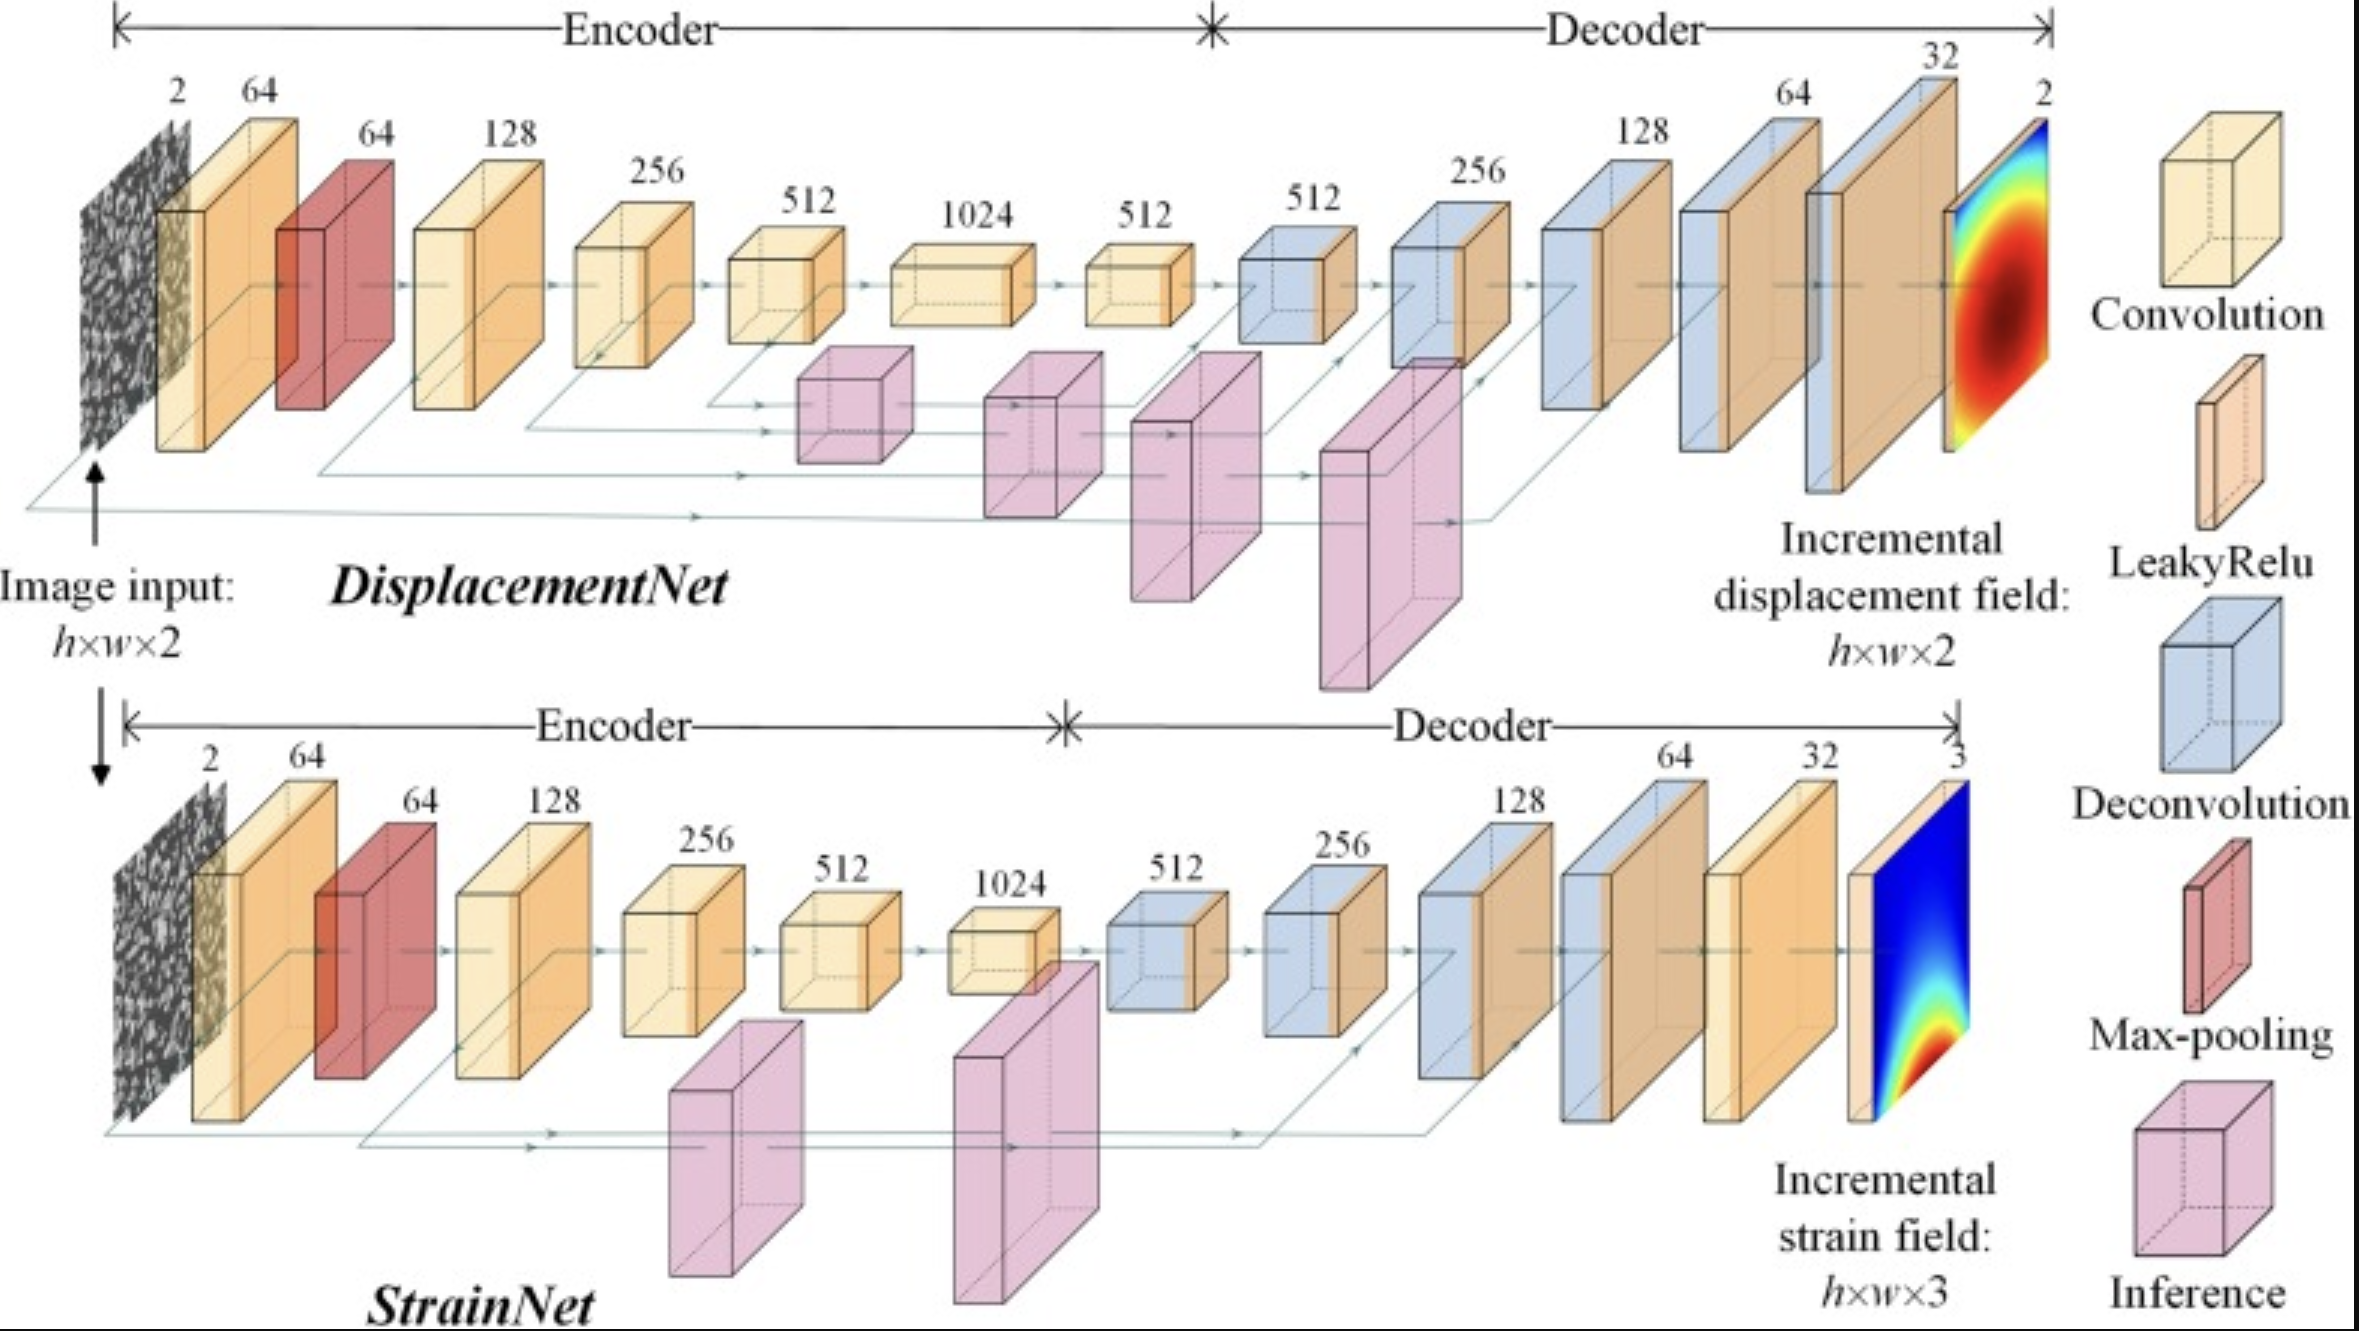 Encoder
Decoder
2
64
64
128
256
512
1024
512
512
256
128
64
32
2
Convolution
LeakyRelu
Deconvolution
Max-pooling
Inference
Image input:
h×w×2
DisplacementNet
Incremental
displacement field:
h×w×2
Encoder
Decoder
2
64
64
128
256
512
1024
512
256
128
64
32
3
StrainNet
Incremental
strain field:
h×w×3